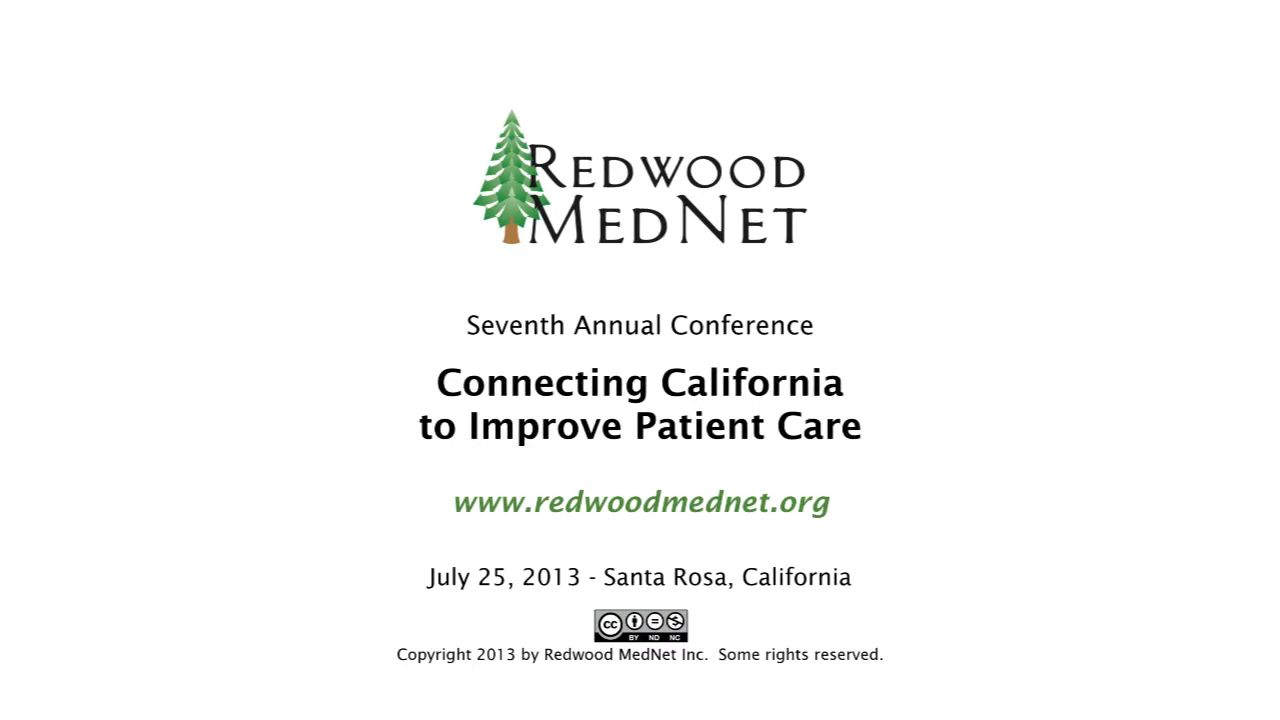 REDWOOD
MEDNET
Seventh Annual Conference
Connecting California
to Improve Patient Care
www.redwoodmednet.org
July 25, 2013 - Santa Rosa, California
cc
BY ND NC
Copyright 2013 by Redwood MedNet Inc. Some rights reserved.